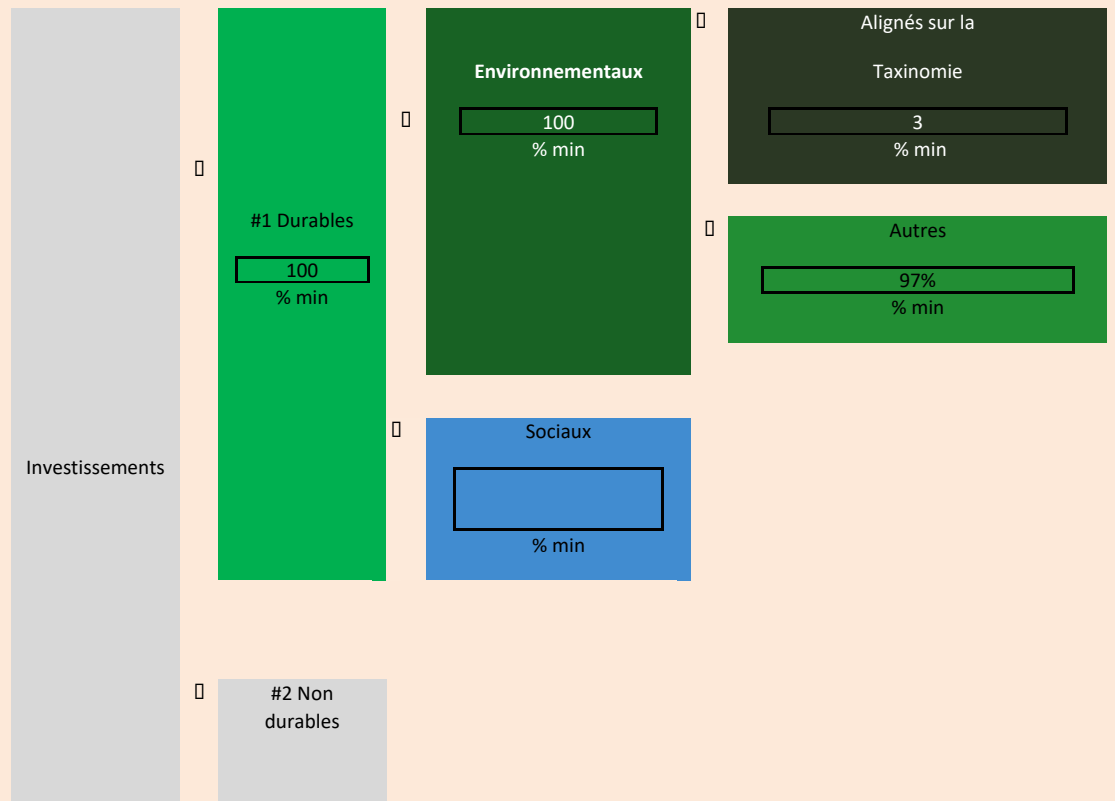 Investissements
#1 Durables
100
% min
Environnementaux
100
% min
Alignés sur la
Taxinomie
3
% min
Autres
97%
% min
Sociaux
% min
#2 Non
durables